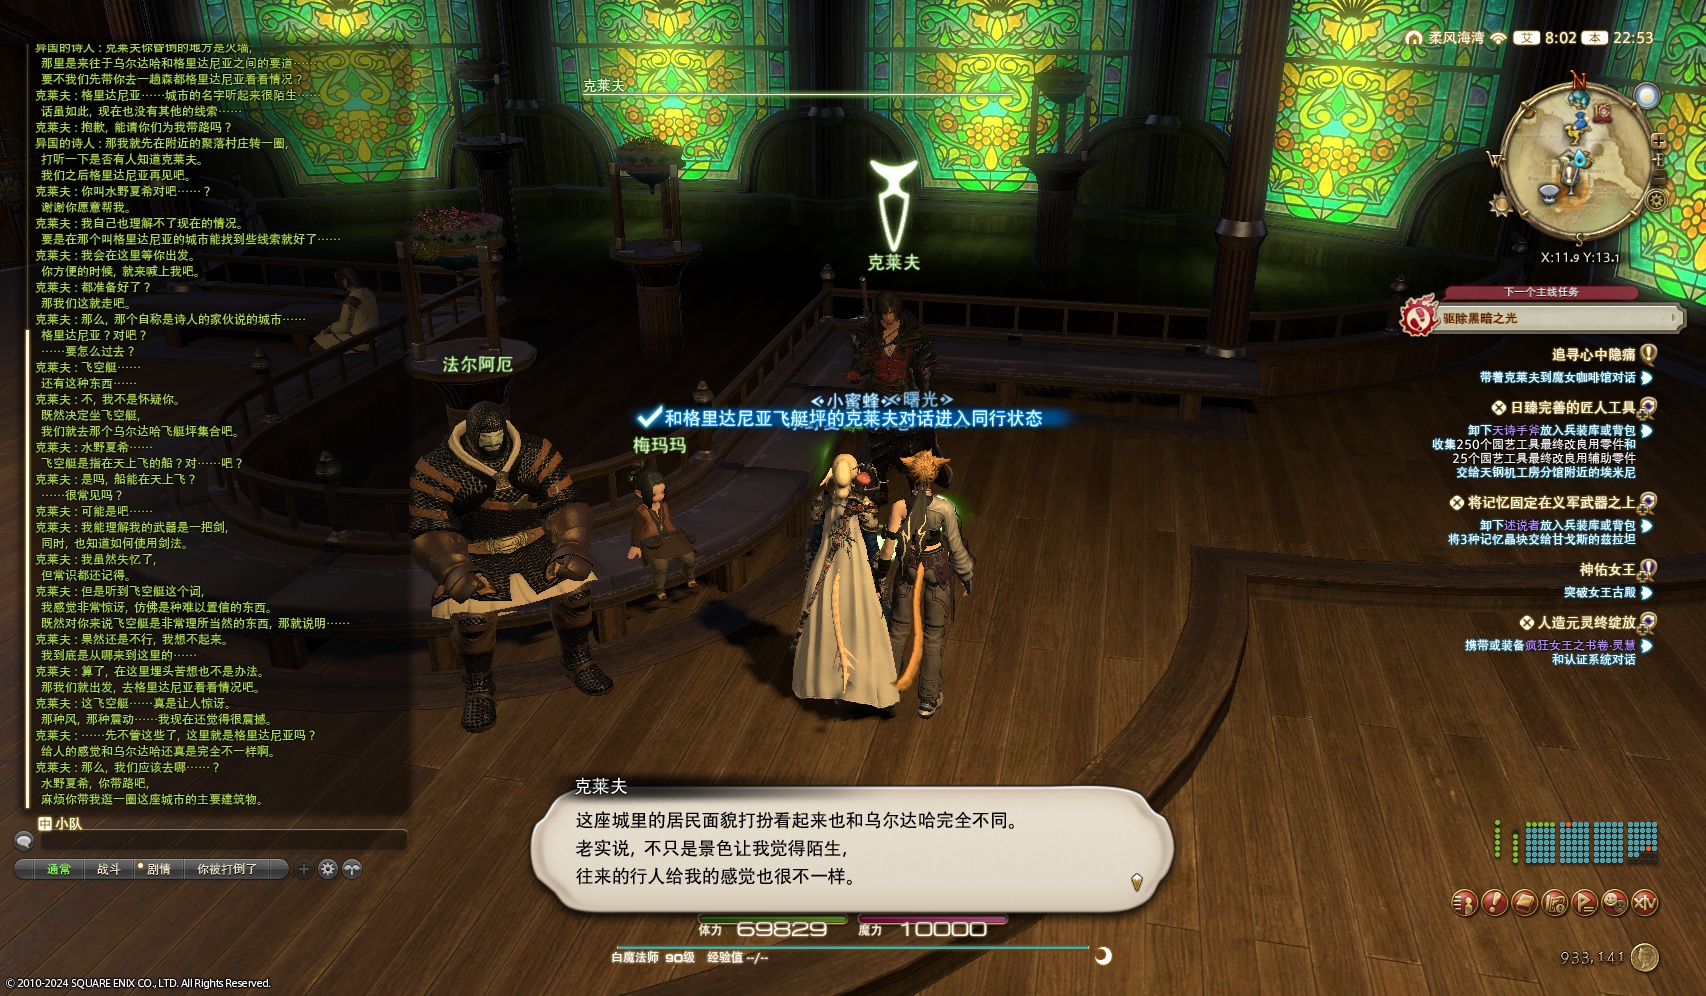 异国的诗人：克莱夫你昏倒的地方是火墙，
那里是来往于乌尔达哈和格里达尼亚之间的要道……
要不我们先带你去一趟森都格里达尼亚看看情况？
克莱夫：格里达尼亚……城市的名字听起来很陌生……
话虽如此，现在也没有其他的线索……
克莱夫：抱歉，能请你们为我带路吗？
异国的诗人：那我就先在附近的聚落村庄转一圈，
打听一下是否有人知道克莱夫。
我们之后格里达尼亚再见吧。
克莱夫：你叫水野夏希对吧……？
谢谢你愿意帮我。
克莱夫：我自己也理解不了现在的情况。
要是在那个叫格里达尼亚的城市能找到些线索就好了……
克莱夫：我会在这里等你出发。
你方便的时候，就来喊上我吧。
克莱夫：都准备好了？
那我们这就走吧。
克莱夫：那么，那个自称是诗人的家伙说的城市……
格里达尼亚？对吧？
……要怎么过去？
克莱夫：飞空艇……
还有这种东西……
克莱夫：不，我不是怀疑你。
既然决定坐飞空艇，
我们就去那个乌尔达哈飞艇坪集合吧。
克莱夫：水野夏希……
飞空艇是指在天上飞的船？对……吧？
克莱夫：是吗，船能在天上飞？
……很常见吗？
克莱夫：可能是吧……
克莱夫：我能理解我的武器是一把剑，
同时，也知道如何使用剑法。
克莱夫：我虽然失忆了，
但常识都还记得。
克莱夫：但是听到飞空艇这个词，
我感觉非常惊讶，仿佛是种难以置信的东西。
既然对你来说飞空艇是非常理所当然的东西，那就说明……
克莱夫：果然还是不行，我想不起来。
我到底是从哪来到这里的……
克莱夫：算了，在这里埋头苦想也不是办法。
那我们就出发，去格里达尼亚看看情况吧。
克莱夫：这飞空艇……真是让人惊讶。
那种风，那种震动……我现在还觉得很震撼。
克莱夫：……先不管这些了，这里就是格里达尼亚吗？
给人的感觉和乌尔达哈还真是完全不一样啊。
克莱夫：那么，我们应该去哪……？
水野夏希，你带路吧，
麻烦你带我逛一圈这座城市的主要建筑物。
中 小队
通常 战斗 剧情 你被打倒了
克莱夫
克莱夫
法尔阿厄
小蜜蜂 曙光
和格里达尼亚飞艇坪的克莱夫对话进入同行状态
梅玛玛
柔风海湾 艾 8:02 本 22:53
N
W
E
S
X:11.9 Y:13.1
下一个主线任务
驱除黑暗之光
追寻心中隐痛
带着克莱夫到魔女咖啡馆对话
日臻完善的匠人工具
卸下天诗手斧放入兵装库或背包
收集250个园艺工具最终改良用零件和
25个园艺工具最终改良用辅助零件
交给天钢机工房分馆附近的埃米尼
将记忆固定在义军武器之上
卸下述说者放入兵装库或背包
将3种记忆晶块交给甘戈斯的兹拉坦
神佑女王
突破女王古殿
人造元灵终绽放
携带或装备疯狂女王之书卷·灵慧
和认证系统对话
克莱夫
这座城里的居民面貌打扮看起来也和乌尔达哈完全不同。
老实说，不只是景色让我觉得陌生，
往来的行人给我的感觉也很不一样。
体力 69829 魔力 10000
白魔法师 90级 经验值 --/--
XIV
933,141
© 2010-2024 SQUARE ENIX CO., LTD. All Rights Reserved.